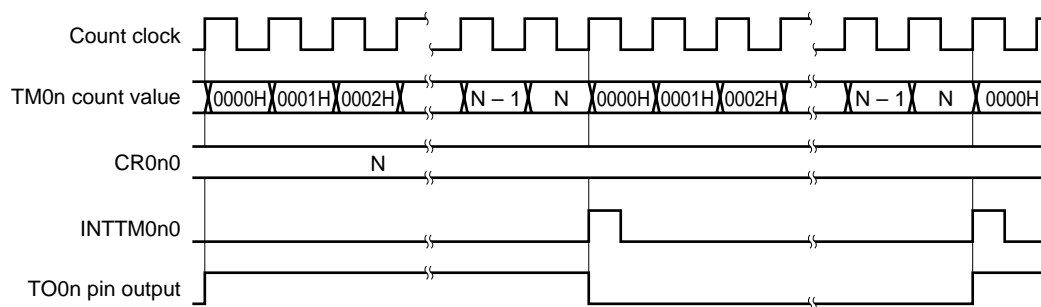 Count clock
TM0n count value 0000H 0001H 0002H N – 1 N 0000H 0001H 0002H N – 1 N 0000H
CR0n0 N
INTTM0n0
TO0n pin output